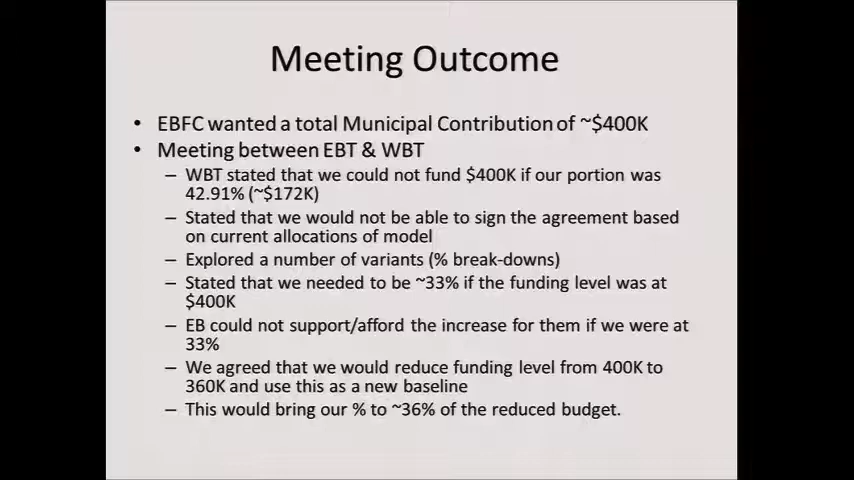 Meeting Outcome
• EBFC wanted a total Municipal Contribution of ~$400K
• Meeting between EBT & WBT
– WBT stated that we could not fund $400K if our portion was
42.91% (~$172K)
– Stated that we would not be able to sign the agreement based
on current allocations of model
– Explored a number of variants (% break-downs)
– Stated that we needed to be ~33% if the funding level was at
$400K
– EB could not support/afford the increase for them if we were at
33%
– We agreed that we would reduce funding level from 400K to
360K and use this as a new baseline
– This would bring our % to ~36% of the reduced budget.